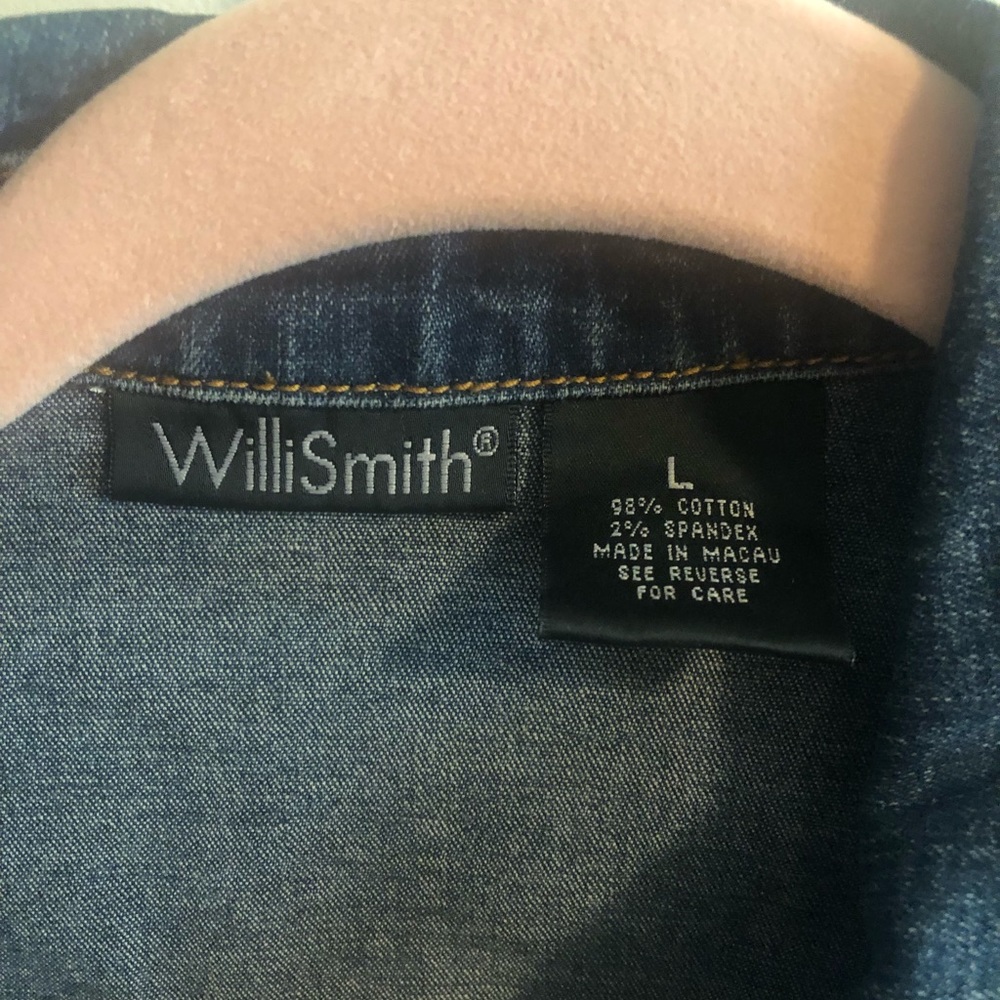 WilliSmith®
L
98% COTTON
2% SPANDEX
MADE IN MACAU
SEE REVERSE
FOR CARE